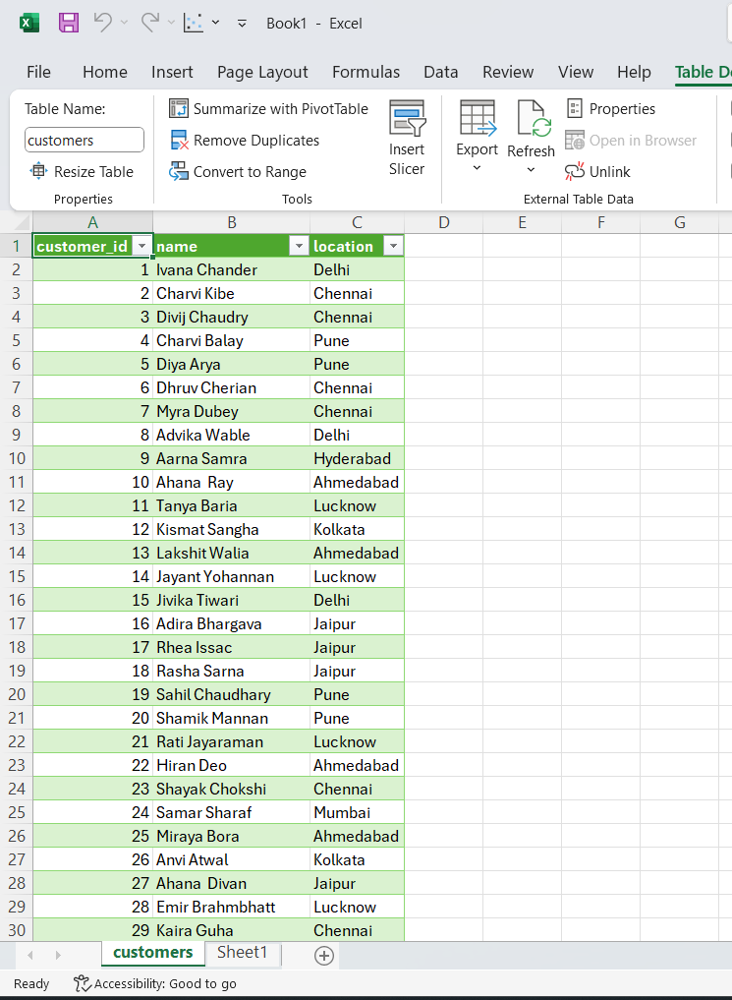 Book1 - Excel
File Home Insert Page Layout Formulas Data Review View Help Table De
Table Name:
customers
Resize Table
Properties
Summarize with PivotTable
Remove Duplicates
Convert to Range
Tools
Insert
Slicer
Export
Refresh
Properties
Open in Browser
Unlink
External Table Data
A B C D E F G
1 customer_id name location
2 1 Ivana Chander Delhi
3 2 Charvi Kibe Chennai
4 3 Divij Chaudry Chennai
5 4 Charvi Balay Pune
6 5 Diya Arya Pune
7 6 Dhruv Cherian Chennai
8 7 Myra Dubey Chennai
9 8 Advika Wable Delhi
10 9 Aarna Samra Hyderabad
11 10 Ahana  Ray Ahmedabad
12 11 Tanya Baria Lucknow
13 12 Kismat Sangha Kolkata
14 13 Lakshit Walia Ahmedabad
15 14 Jayant Yohannan Lucknow
16 15 Jivika Tiwari Delhi
17 16 Adira Bhargava Jaipur
18 17 Rhea Issac Jaipur
19 18 Rasha Sarna Jaipur
20 19 Sahil Chaudhary Pune
21 20 Shamik Mannan Pune
22 21 Rati Jayaraman Lucknow
23 22 Hiran Deo Ahmedabad
24 23 Shayak Chokshi Chennai
25 24 Samar Sharaf Mumbai
26 25 Miraya Bora Ahmedabad
27 26 Anvi Atwal Kolkata
28 27 Ahana  Divan Jaipur
29 28 Emir Brahmbhatt Lucknow
30 29 Kaira Guha Chennai
customers Sheet1
Ready Accessibility: Good to go